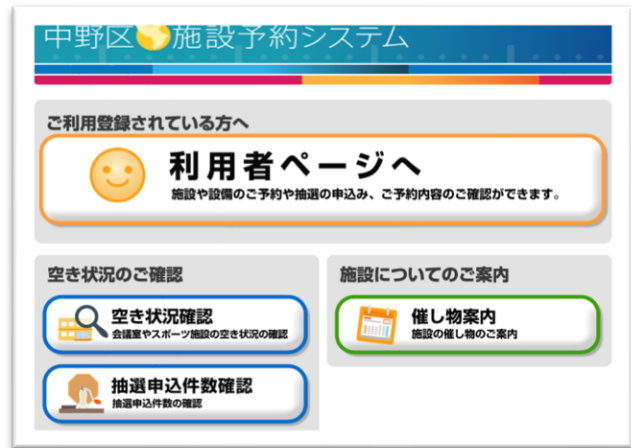 中野区施設予約システム
ご利用登録されている方へ
利用者ページへ
施設や設備のご予約や抽選の申込み、ご予約内容のご確認ができます。
空き状況のご確認
空き状況確認
会議室やスポーツ施設の空き状況の確認
抽選申込件数確認
抽選申込件数の確認
施設についてのご案内
催し物案内
施設の催し物のご案内